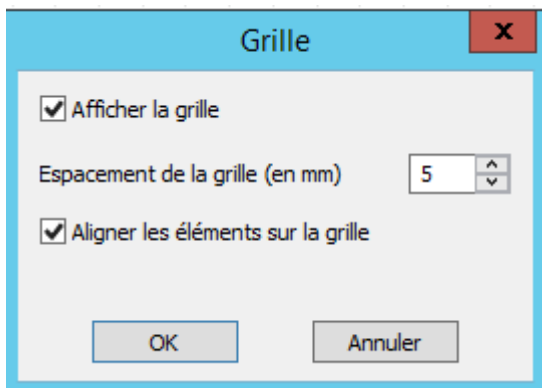 Grille
x
Afficher la grille
Espacement de la grille (en mm) 5
Aligner les éléments sur la grille
OK Annuler